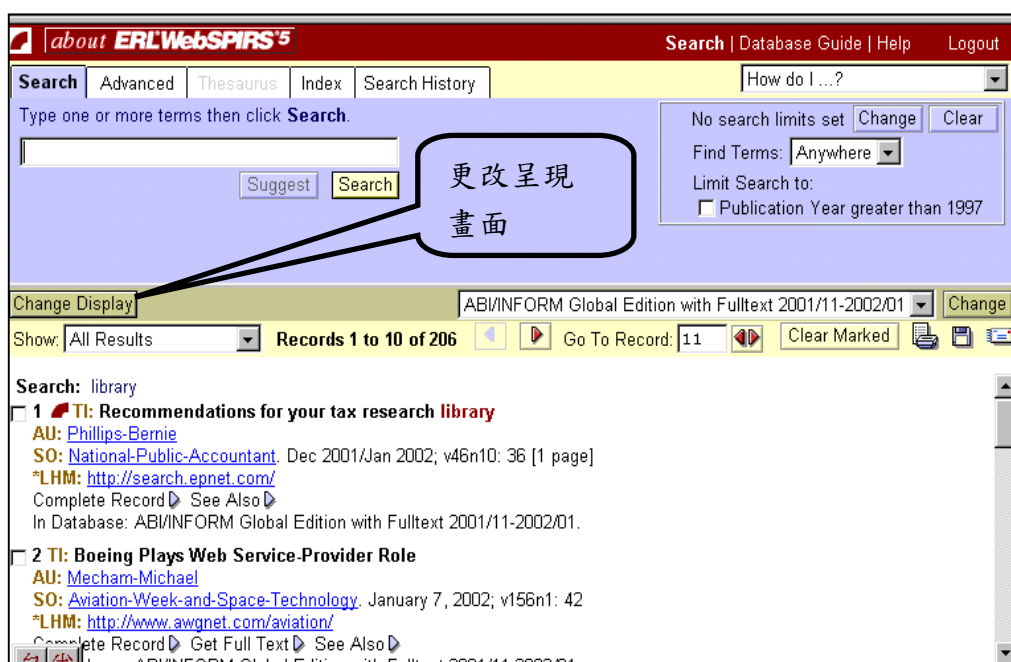 about ERL'WebSPIRS'5
Search | Database Guide | Help Logout
Search Advanced Thesaurus Index Search History
How do I ...?
Type one or more terms then click Search.
No search limits set Change Clear
Find Terms: Anywhere
Suggest Search
Limit Search to:
Publication Year greater than 1997
更改呈現
畫面
Change Display
ABI/INFORM Global Edition with Fulltext 2001/11-2002/01 Change
Show: All Results Records 1 to 10 of 206 Go To Record: 11 Clear Marked
Search: library
1 TI: Recommendations for your tax research library
AU: Phillips-Bernie
SO: National-Public-Accountant. Dec 2001/Jan 2002; v46n10: 36 [1 page]
*LHM: http://search.epnet.com/
Complete Record See Also
In Database: ABI/INFORM Global Edition with Fulltext 2001/11-2002/01.
2 TI: Boeing Plays Web Service-Provider Role
AU: Mecham-Michael
SO: Aviation-Week-and-Space-Technology. January 7, 2002; v156n1: 42
*LHM: http://www.awgnet.com/aviation/
Complete Record Get Full Text See Also